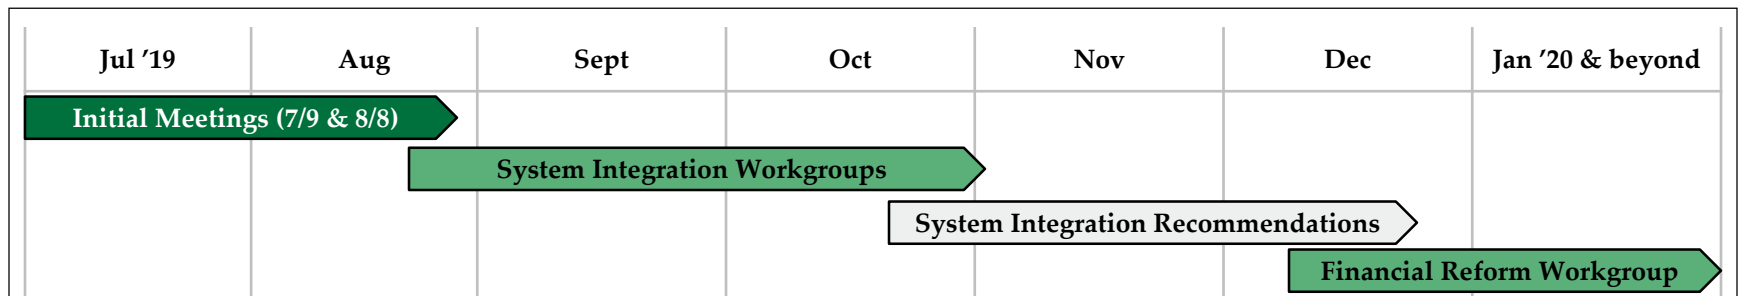 Jul ’19 Aug Sept Oct Nov Dec Jan ’20 & beyond
Initial Meetings (7/9 & 8/8)
System Integration Workgroups
System Integration Recommendations
Financial Reform Workgroup